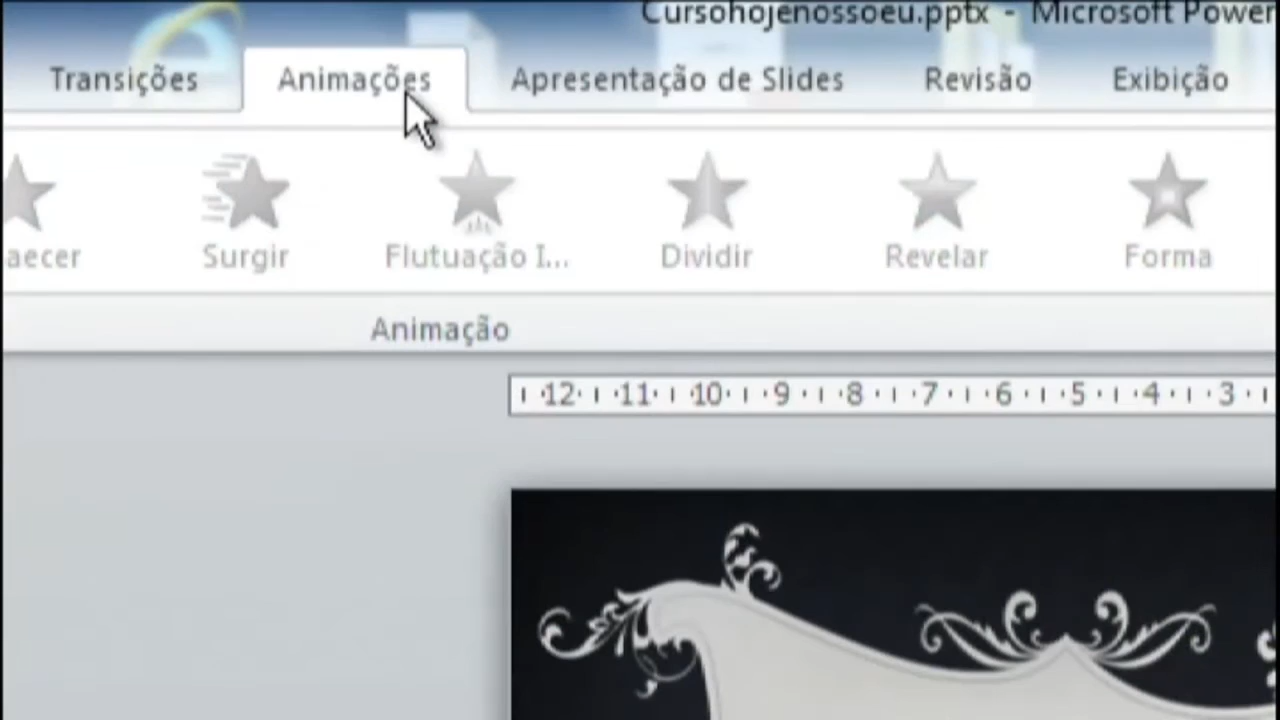 Cursohojenossoeu.pptx - Microsoft Power
Transições Animações Apresentação de Slides Revisão Exibição
aecer Surgir Flutuação I... Dividir Revelar Forma
Animação
12 11 10 9 8 7 6 5 4 3